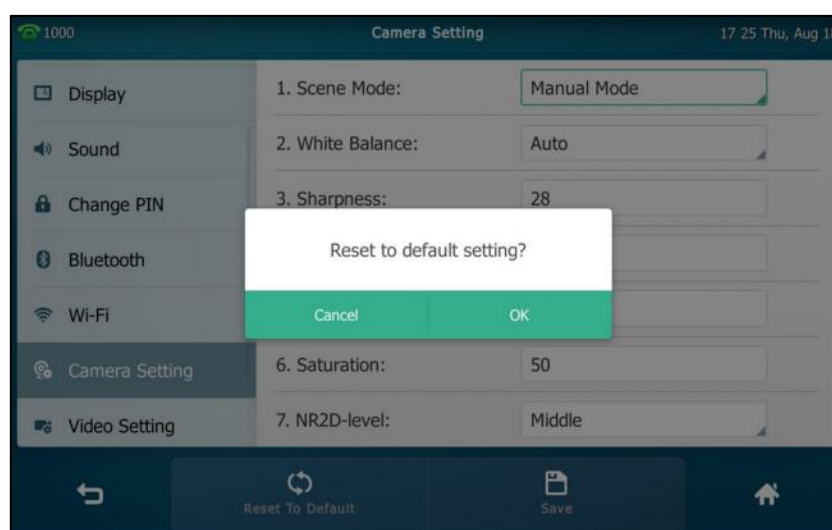 1000 Camera Setting 17 25 Thu, Aug 18
Display
1. Scene Mode: Manual Mode
Sound
2. White Balance: Auto
Change PIN
3. Sharpness: 28
Bluetooth
Reset to default setting?
Wi-Fi
Cancel OK
Camera Setting
6. Saturation: 50
Video Setting
7. NR2D-level: Middle
Reset To Default Save